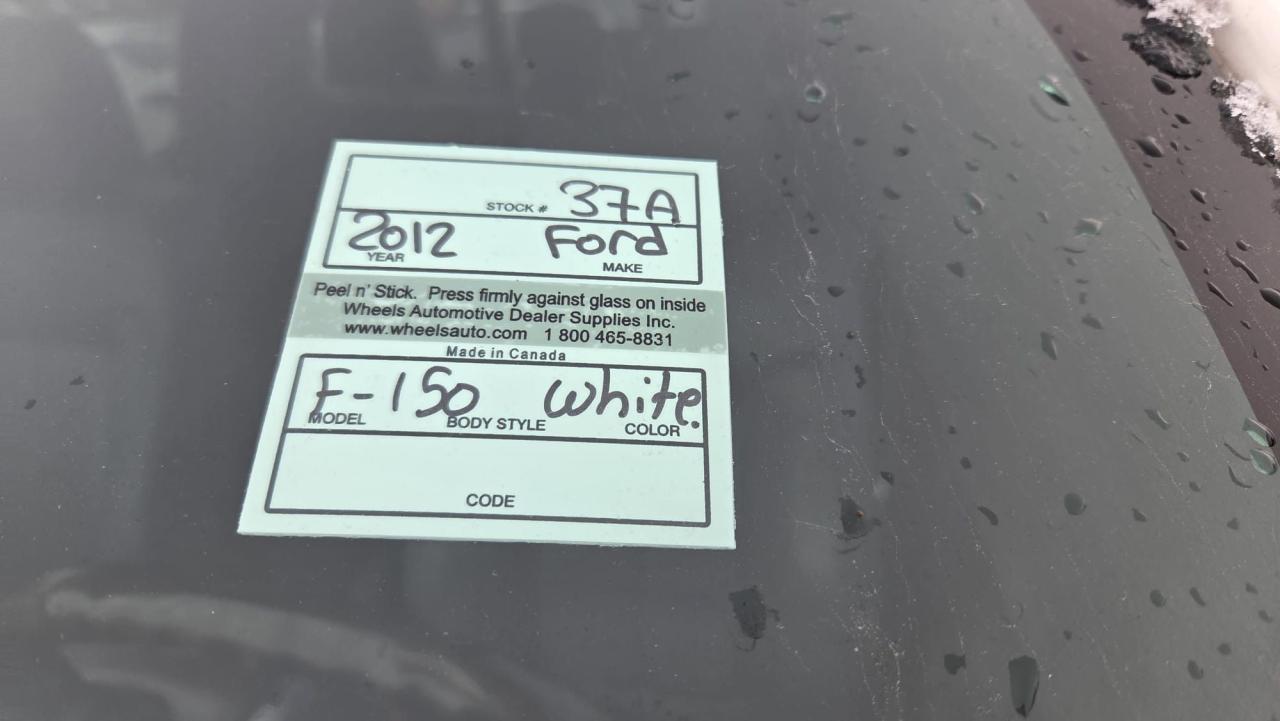 STOCK # 37A
2012 Ford
YEAR MAKE
Peel n' Stick. Press firmly against glass on inside
Wheels Automotive Dealer Supplies Inc.
www.wheelsauto.com 1 800 465-8831
Made in Canada
F-150 White.
MODEL BODY STYLE COLOR
CODE